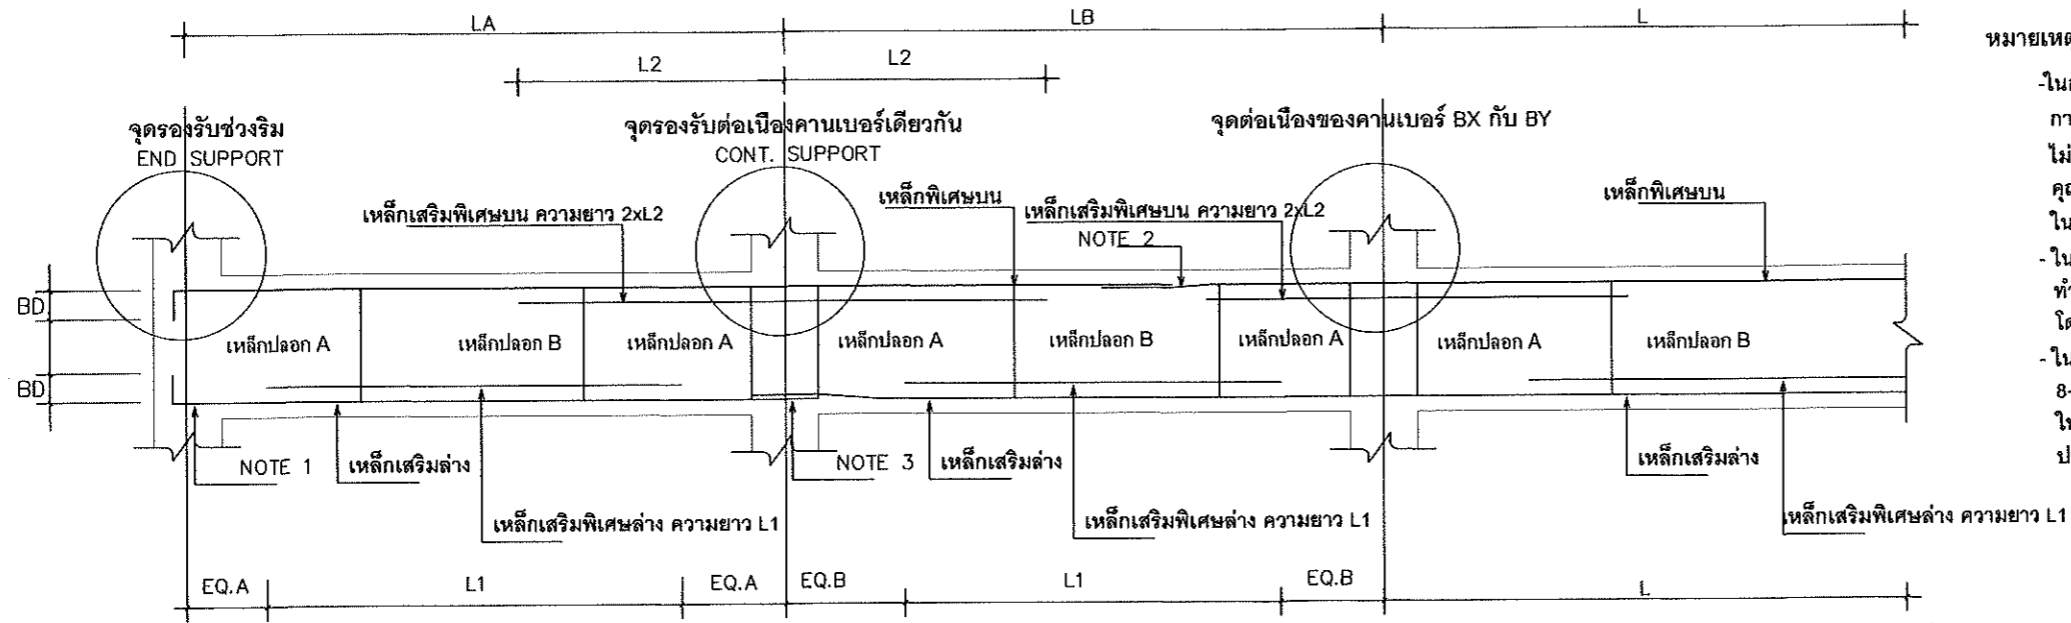 LA
LB
L
L2
L2
จุดรองรับช่วงริม
END SUPPORT
จุดรองรับต่อเนื่องคานเบอร์เดียวกัน
CONT. SUPPORT
จุดต่อเนื่องของคานเบอร์ BX กับ BY
เหล็กเสริมพิเศษบน ความยาว 2xL2
เหล็กพิเศษบน
เหล็กเสริมพิเศษบน ความยาว 2xL2
NOTE 2
เหล็กพิเศษบน
BD
BD
เหล็กปลอก A
เหล็กปลอก B
เหล็กปลอก A
เหล็กปลอก A
เหล็กปลอก B
เหล็กปลอก A
เหล็กปลอก A
เหล็กปลอก B
NOTE 1
เหล็กเสริมล่าง
NOTE 3
เหล็กเสริมล่าง
เหล็กเสริมล่าง
เหล็กเสริมพิเศษล่าง ความยาว L1
เหล็กเสริมพิเศษล่าง ความยาว L1
เหล็กเสริมพิเศษล่าง ความยาว L1
EQ.A
L1
EQ.A
EQ.B
L1
EQ.B
L